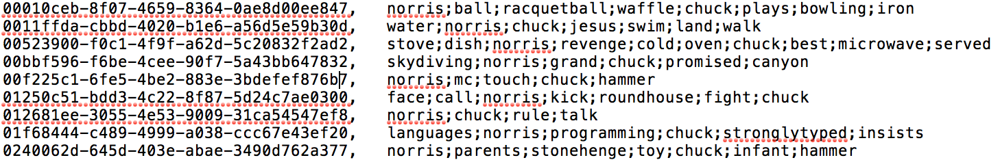 00010ceb-8f07-4659-8364-0ae8d00ee847, norris;ball;racquetball;waffle;chuck;plays;bowling;iron
0011ffda-cbbd-4020-b1e6-a56d5e59b30d, water;norris;chuck;jesus;swim;land;walk
00523900-f0c1-4f9f-a62d-5c20832f2ad2, stove;dish;norris;revenge;cold;oven;chuck;best;microwave;served
00bbf596-f6be-4cee-90f7-5a43bb647832, skydiving;norris;grand;chuck;promised;canyon
00f225c1-6fe5-4be2-883e-3bdefef876b7, norris;mc;touch;chuck;hammer
01250c51-bdd3-4c22-8f87-5d24c7ae0300, face;call;norris;kick;roundhouse;fight;chuck
012681ee-3055-4e53-9009-31ca54547ef8, norris;chuck;rule;talk
01f68444-c489-4999-a038-ccc67e43ef20, languages;norris;programming;chuck;stronglytyped;insists
0240062d-645d-403e-abae-3490d762a377, norris;parents;stonehenge;toy;chuck;infant;hammer